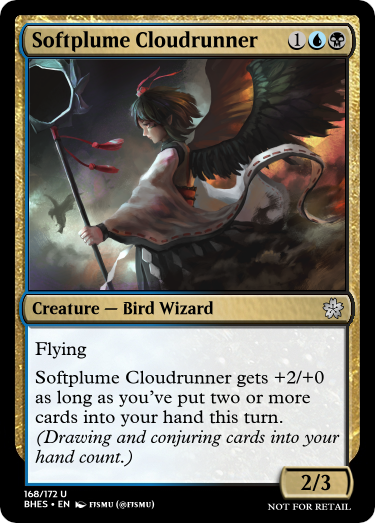 Softplume Cloudrunner 1
Creature — Bird Wizard
Flying
Softplume Cloudrunner gets +2/+0
as long as you've put two or more
cards into your hand this turn.
(Drawing and conjuring cards into your
hand count.)
2/3
168/172 U
BHES • EN FTSMU (@FTSMU)
NOT FOR RETAIL